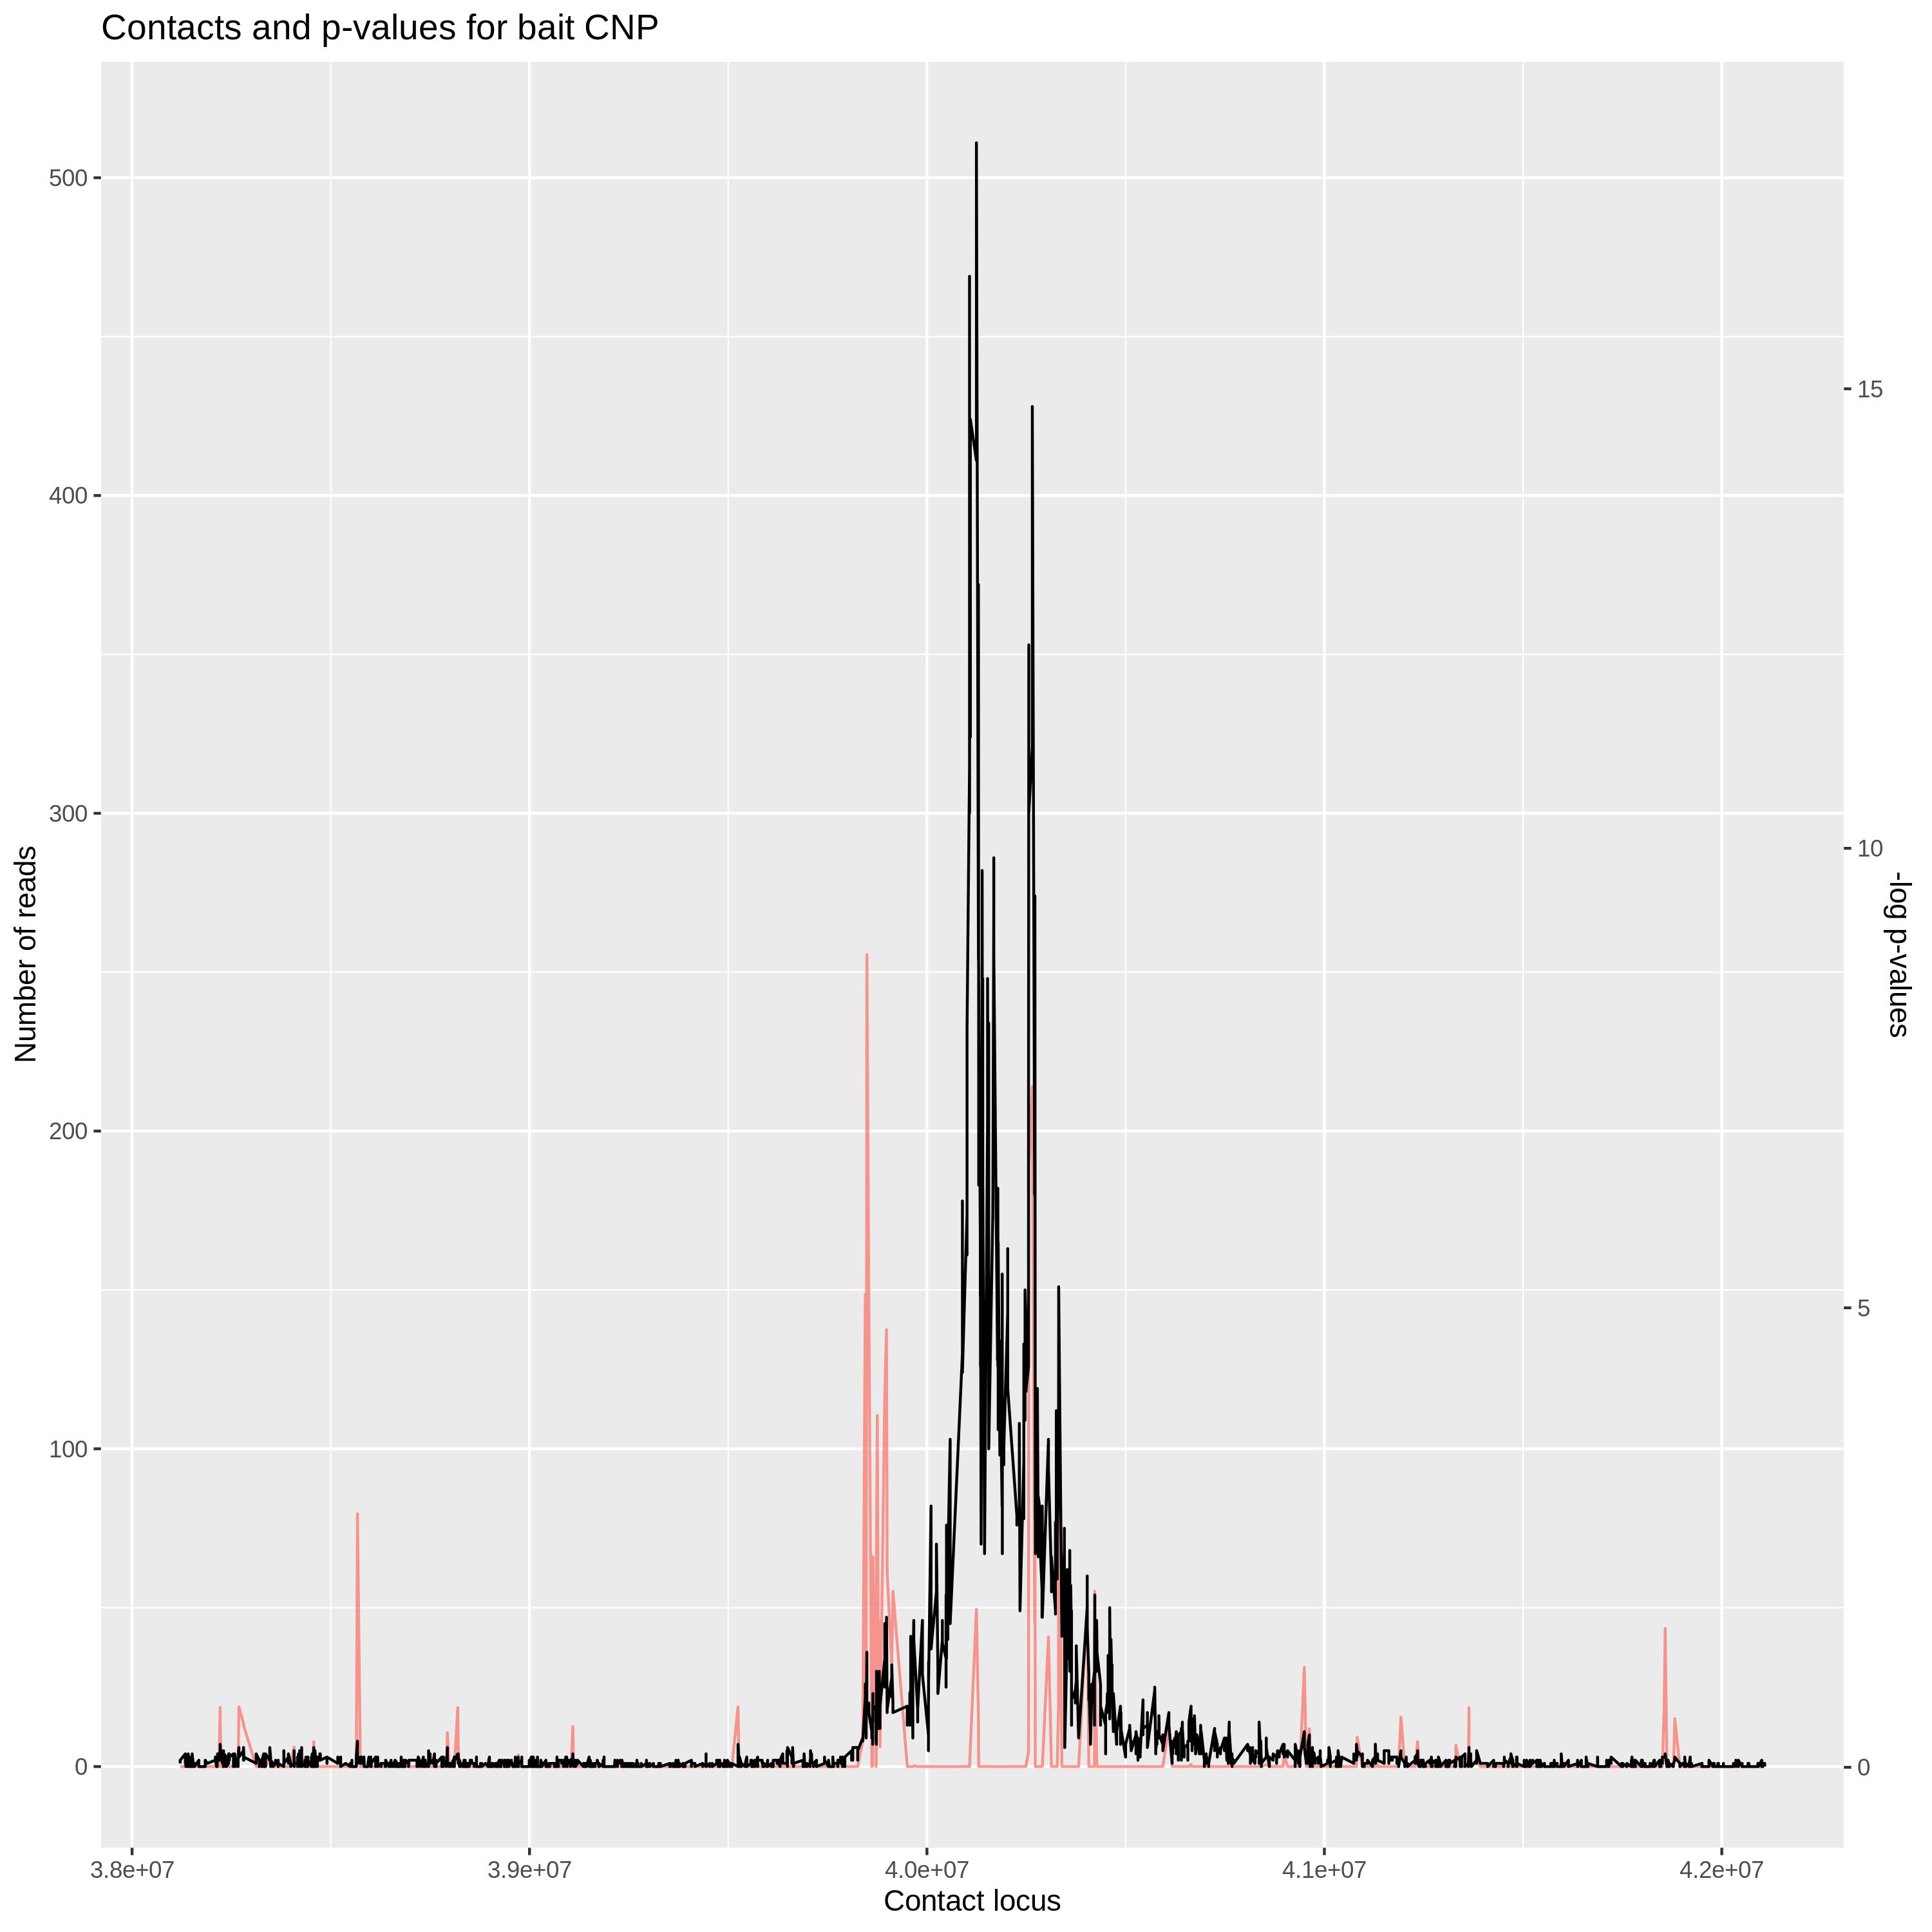 Contacts and p-values for bait CNP
Number of reads
500
400
300
200
100
0
15
10
5
0
-log p-values
3.8e+07
3.9e+07
4.0e+07
4.1e+07
4.2e+07
Contact locus